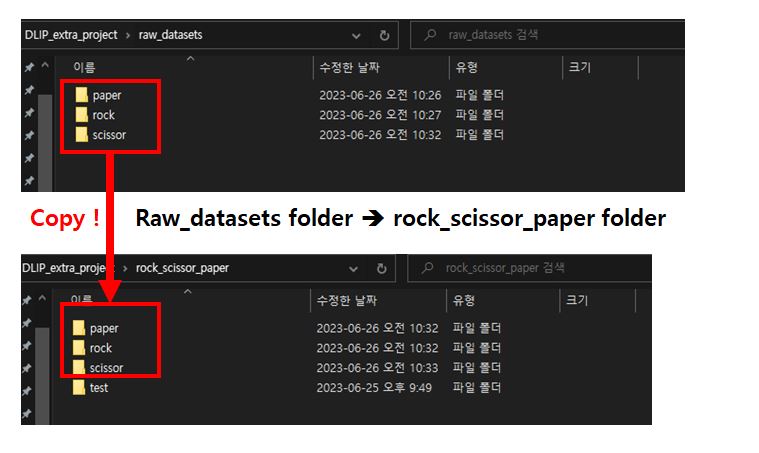 DLIP_extra_project › raw_datasets
raw_datasets 검색
이름 수정한 날짜 유형 크기
paper 2023-06-26 오전 10:26 파일 폴더
rock 2023-06-26 오전 10:27 파일 폴더
scissor 2023-06-26 오전 10:32 파일 폴더
Copy ! Raw_datasets folder ➔ rock_scissor_paper folder
DLIP_extra_project › rock_scissor_paper
rock_scissor_paper 검색
이름 수정한 날짜 유형 크기
paper 2023-06-26 오전 10:32 파일 폴더
rock 2023-06-26 오전 10:32 파일 폴더
scissor 2023-06-26 오전 10:33 파일 폴더
test 2023-06-25 오후 9:49 파일 폴더